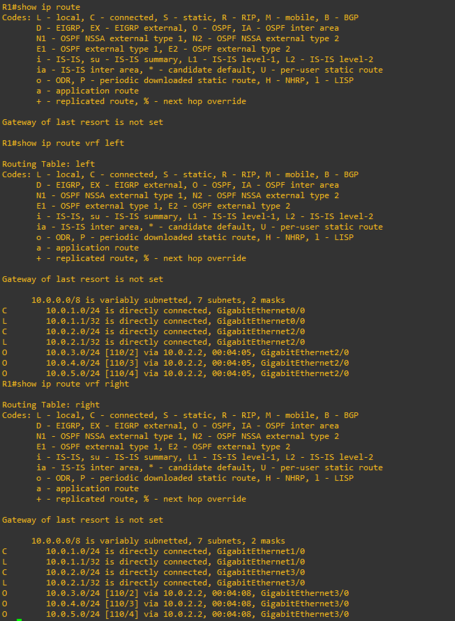 R1#show ip route
Codes: L - local, C - connected, S - static, R - RIP, M - mobile, B - BGP
D - EIGRP, EX - EIGRP external, O - OSPF, IA - OSPF inter area
N1 - OSPF NSSA external type 1, N2 - OSPF NSSA external type 2
E1 - OSPF external type 1, E2 - OSPF external type 2
i - IS-IS, su - IS-IS summary, L1 - IS-IS level-1, L2 - IS-IS level-2
ia - IS-IS inter area, * - candidate default, U - per-user static route
o - ODR, P - periodic downloaded static route, H - NHRP, l - LISP
a - application route
+ - replicated route, % - next hop override
Gateway of last resort is not set
R1#show ip route vrf left
Routing Table: left
Codes: L - local, C - connected, S - static, R - RIP, M - mobile, B - BGP
D - EIGRP, EX - EIGRP external, O - OSPF, IA - OSPF inter area
N1 - OSPF NSSA external type 1, N2 - OSPF NSSA external type 2
E1 - OSPF external type 1, E2 - OSPF external type 2
i - IS-IS, su - IS-IS summary, L1 - IS-IS level-1, L2 - IS-IS level-2
ia - IS-IS inter area, * - candidate default, U - per-user static route
o - ODR, P - periodic downloaded static route, H - NHRP, l - LISP
a - application route
+ - replicated route, % - next hop override
Gateway of last resort is not set
10.0.0.0/8 is variably subnetted, 7 subnets, 2 masks
C 10.0.1.0/24 is directly connected, GigabitEthernet0/0
L 10.0.1.1/32 is directly connected, GigabitEthernet0/0
C 10.0.2.0/24 is directly connected, GigabitEthernet2/0
L 10.0.2.1/32 is directly connected, GigabitEthernet2/0
O 10.0.3.0/24 [110/2] via 10.0.2.2, 00:04:05, GigabitEthernet2/0
O 10.0.4.0/24 [110/3] via 10.0.2.2, 00:04:05, GigabitEthernet2/0
O 10.0.5.0/24 [110/4] via 10.0.2.2, 00:04:05, GigabitEthernet2/0
R1#show ip route vrf right
Routing Table: right
Codes: L - local, C - connected, S - static, R - RIP, M - mobile, B - BGP
D - EIGRP, EX - EIGRP external, O - OSPF, IA - OSPF inter area
N1 - OSPF NSSA external type 1, N2 - OSPF NSSA external type 2
E1 - OSPF external type 1, E2 - OSPF external type 2
i - IS-IS, su - IS-IS summary, L1 - IS-IS level-1, L2 - IS-IS level-2
ia - IS-IS inter area, * - candidate default, U - per-user static route
o - ODR, P - periodic downloaded static route, H - NHRP, l - LISP
a - application route
+ - replicated route, % - next hop override
Gateway of last resort is not set
10.0.0.0/8 is variably subnetted, 7 subnets, 2 masks
C 10.0.1.0/24 is directly connected, GigabitEthernet1/0
L 10.0.1.1/32 is directly connected, GigabitEthernet1/0
C 10.0.2.0/24 is directly connected, GigabitEthernet3/0
L 10.0.2.1/32 is directly connected, GigabitEthernet3/0
O 10.0.3.0/24 [110/2] via 10.0.2.2, 00:04:08, GigabitEthernet3/0
O 10.0.4.0/24 [110/3] via 10.0.2.2, 00:04:08, GigabitEthernet3/0
O 10.0.5.0/24 [110/4] via 10.0.2.2, 00:04:08, GigabitEthernet3/0